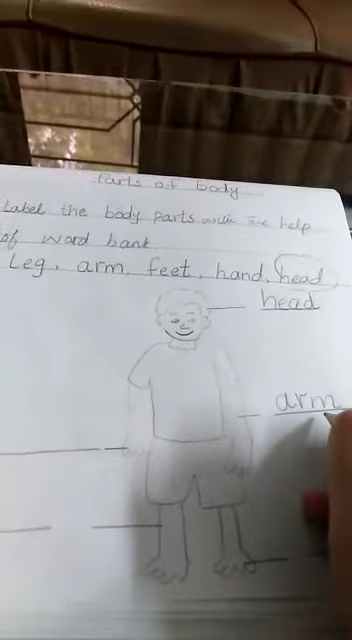 Parts of body
Label the body parts with the help
of word bank
Leg, arm, feet, hand, head
head
arm